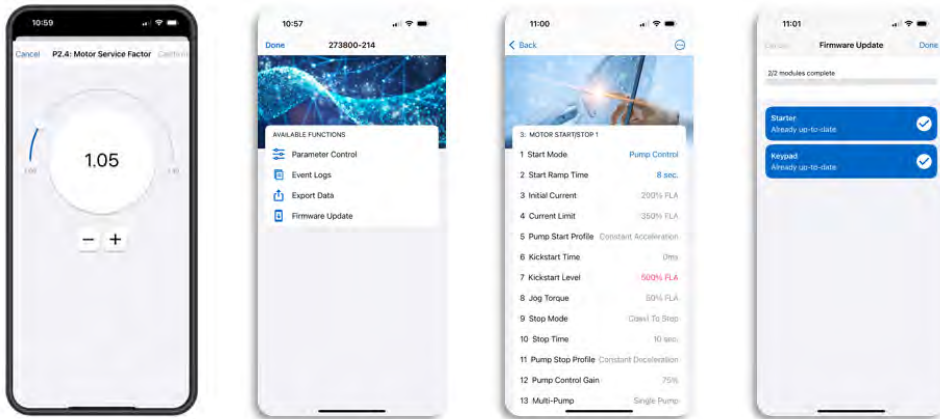 10:59
Cancel P2.4: Motor Service Factor
1.05
1.00
− +
10:57
Done 273800-214
AVAILABLE FUNCTIONS
Parameter Control
Event Logs
Export Data
Firmware Update
11:00
Back
3: MOTOR START/STOP 1
1 Start Mode Pump Control
2 Start Ramp Time 8 sec.
3 Initial Current 200% FLA
4 Current Limit 350% FLA
5 Pump Start Profile Constant Acceleration
6 Kickstart Time 0ms
7 Kickstart Level 500% FLA
8 Jog Torque 50% FLA
9 Stop Mode Coast To Stop
10 Stop Time 10 sec.
11 Pump Stop Profile Constant Deceleration
12 Pump Control Gain 75%
13 Multi-Pump Single Pump
11:01
Cancel Firmware Update Done
2/2 modules complete
Starter
Already up-to-date
Keypad
Already up-to-date